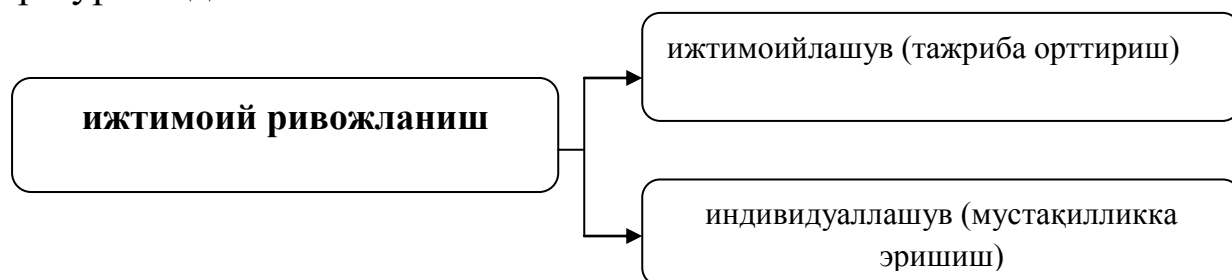 ижтимоийлашув (тажриба орттириш)
ижтимоий ривожланиш
индивидуаллашув (мустақилликка
эришиш)